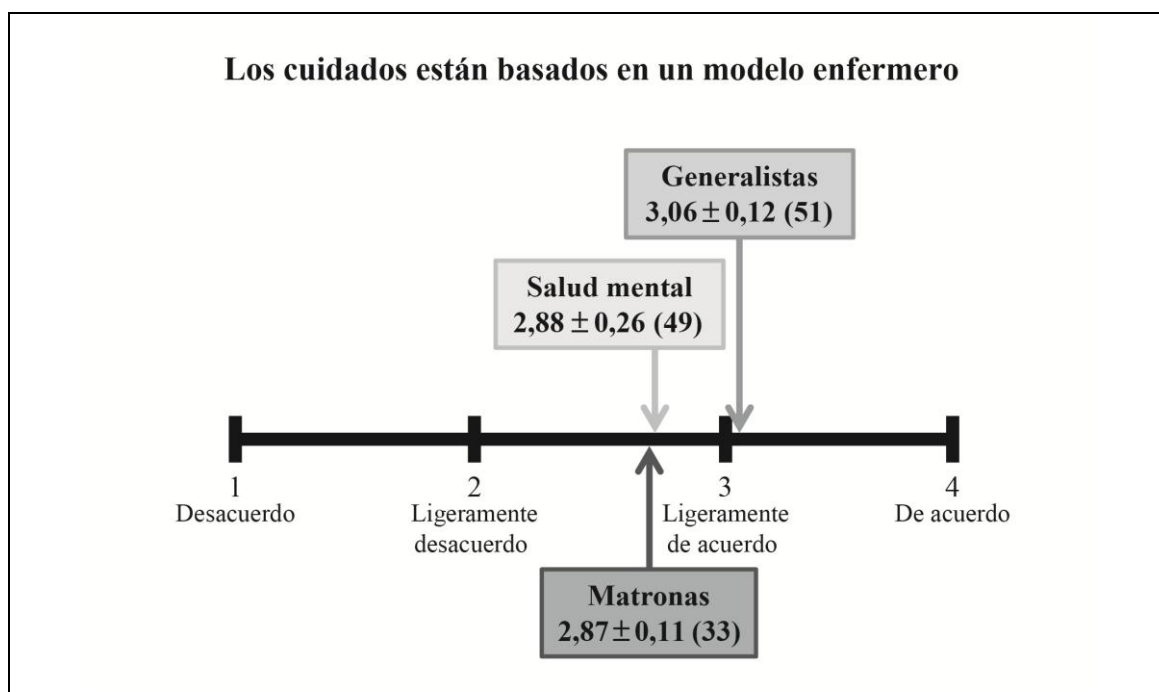 Los cuidados están basados en un modelo enfermero
Generalistas
3,06 ± 0,12 (51)
Salud mental
2,88 ± 0,26 (49)
1
Desacuerdo
2
Ligeramente
desacuerdo
3
Ligeramente
de acuerdo
4
De acuerdo
Matronas
2,87 ± 0,11 (33)